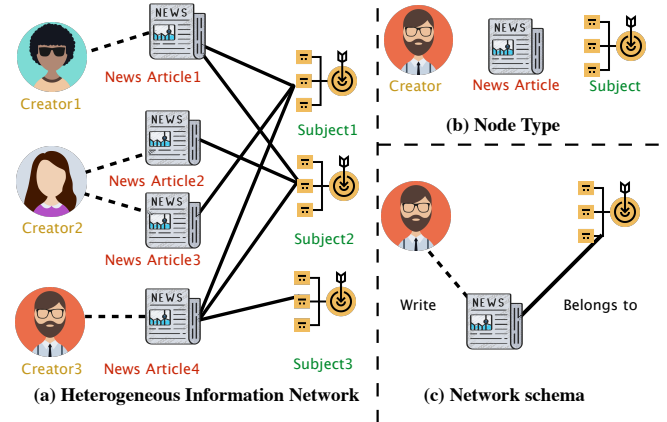 NEWS
News Article1
Creator1
Subject1
NEWS
News Article2
Creator2
NEWS
Subject2
News Article3
NEWS
Creator3
News Article4
Subject3
(a) Heterogeneous Information Network
NEWS
Creator
News Article
Subject
(b) Node Type
Write
NEWS
Belongs to
(c) Network schema